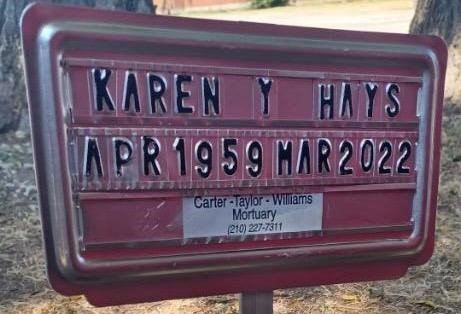 KAREN Y HAYS
APR1959 MAR2022
Carter -Taylor - Williams
Mortuary
(210) 227-7311